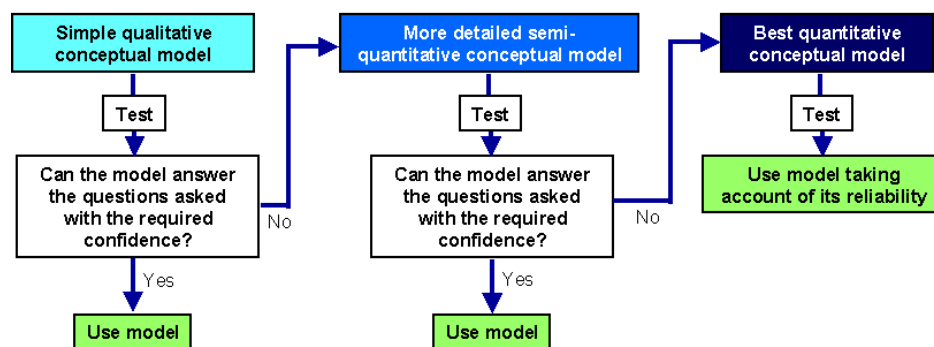 Simple qualitative
conceptual model
Test
Can the model answer
the questions asked
with the required
confidence?
No
Yes
Use model
More detailed semi-
quantitative conceptual model
Test
Can the model answer
the questions asked
with the required
confidence?
No
Yes
Use model
Best quantitative
conceptual model
Test
Use model taking
account of its reliability